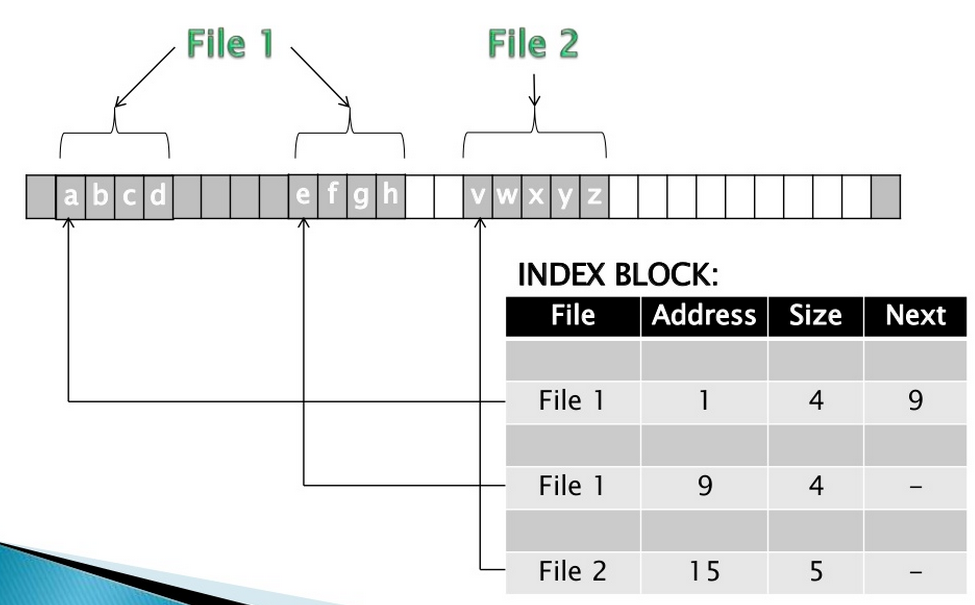 File 1 File 2
a b c d e f g h v w x y z
INDEX BLOCK:
File Address Size Next
File 1 1 4 9
File 1 9 4 –
File 2 15 5 –